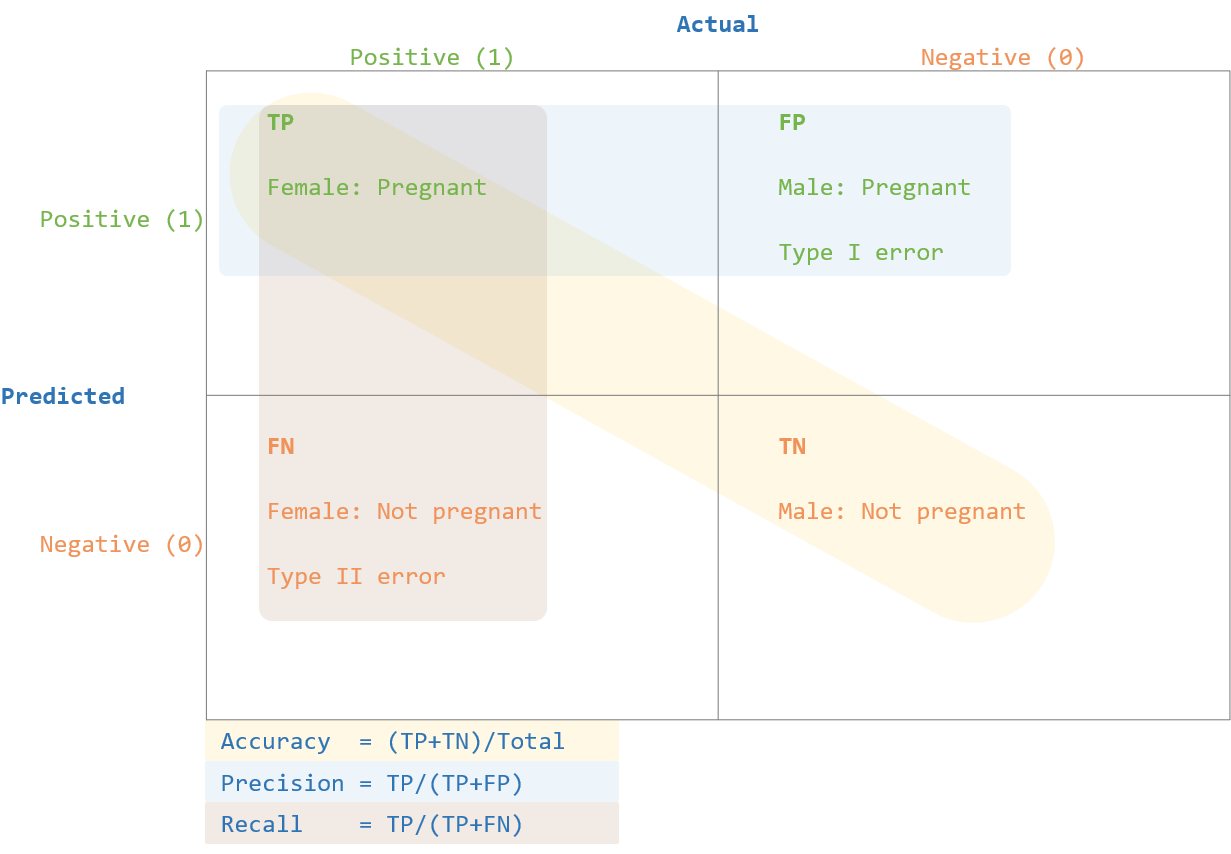 Actual
Positive (1)
Negative (0)
TP
FP
Female: Pregnant
Male: Pregnant
Positive (1)
Type I error
Predicted
FN
TN
Female: Not pregnant
Male: Not pregnant
Negative (0)
Type II error
Accuracy = (TP+TN)/Total
Precision = TP/(TP+FP)
Recall = TP/(TP+FN)